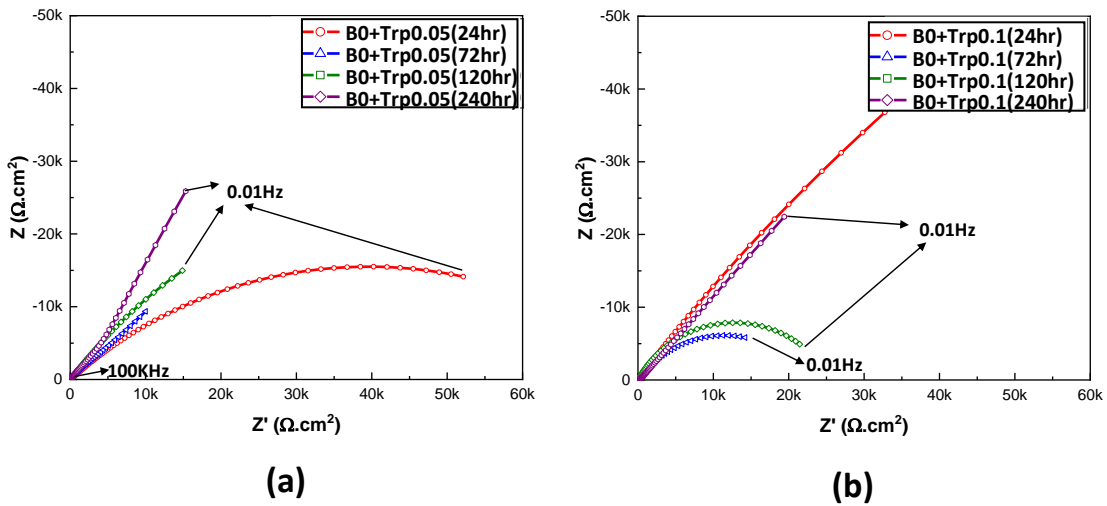 -50k
-40k
-30k
-20k
-10k
0
Z (Ω.cm²)
B0+Trp0.05(24hr)
B0+Trp0.05(72hr)
B0+Trp0.05(120hr)
B0+Trp0.05(240hr)
0.01Hz
100KHz
0 10k 20k 30k 40k 50k 60k
Z' (Ω.cm²)
(a)
-50k
-40k
-30k
-20k
-10k
0
Z (Ω.cm²)
B0+Trp0.1(24hr)
B0+Trp0.1(72hr)
B0+Trp0.1(120hr)
B0+Trp0.1(240hr)
0.01Hz
0.01Hz
0 10k 20k 30k 40k 50k 60k
Z' (Ω.cm²)
(b)